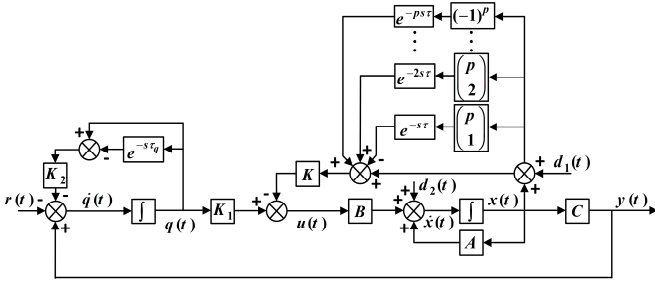 e^{-psτ} (-1)^p
e^{-2sτ} (p 2)
e^{-sτ} (p 1)
+ - e^{-sτ_q}
K_2
+ + - + +
K
+ d_1(t)
+
r(t) - - + q̇(t) ∫ q(t) K_1 + - u(t) B + + + d_2(t) ẋ(t) ∫ x(t) C y(t)
A